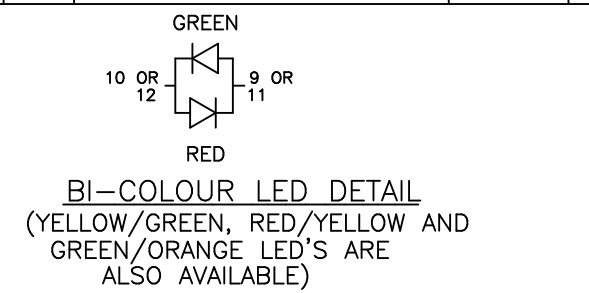 GREEN
10 OR
12
9 OR
11
RED
BI-COLOUR LED DETAIL
(YELLOW/GREEN, RED/YELLOW AND
GREEN/ORANGE LED'S ARE
ALSO AVAILABLE)